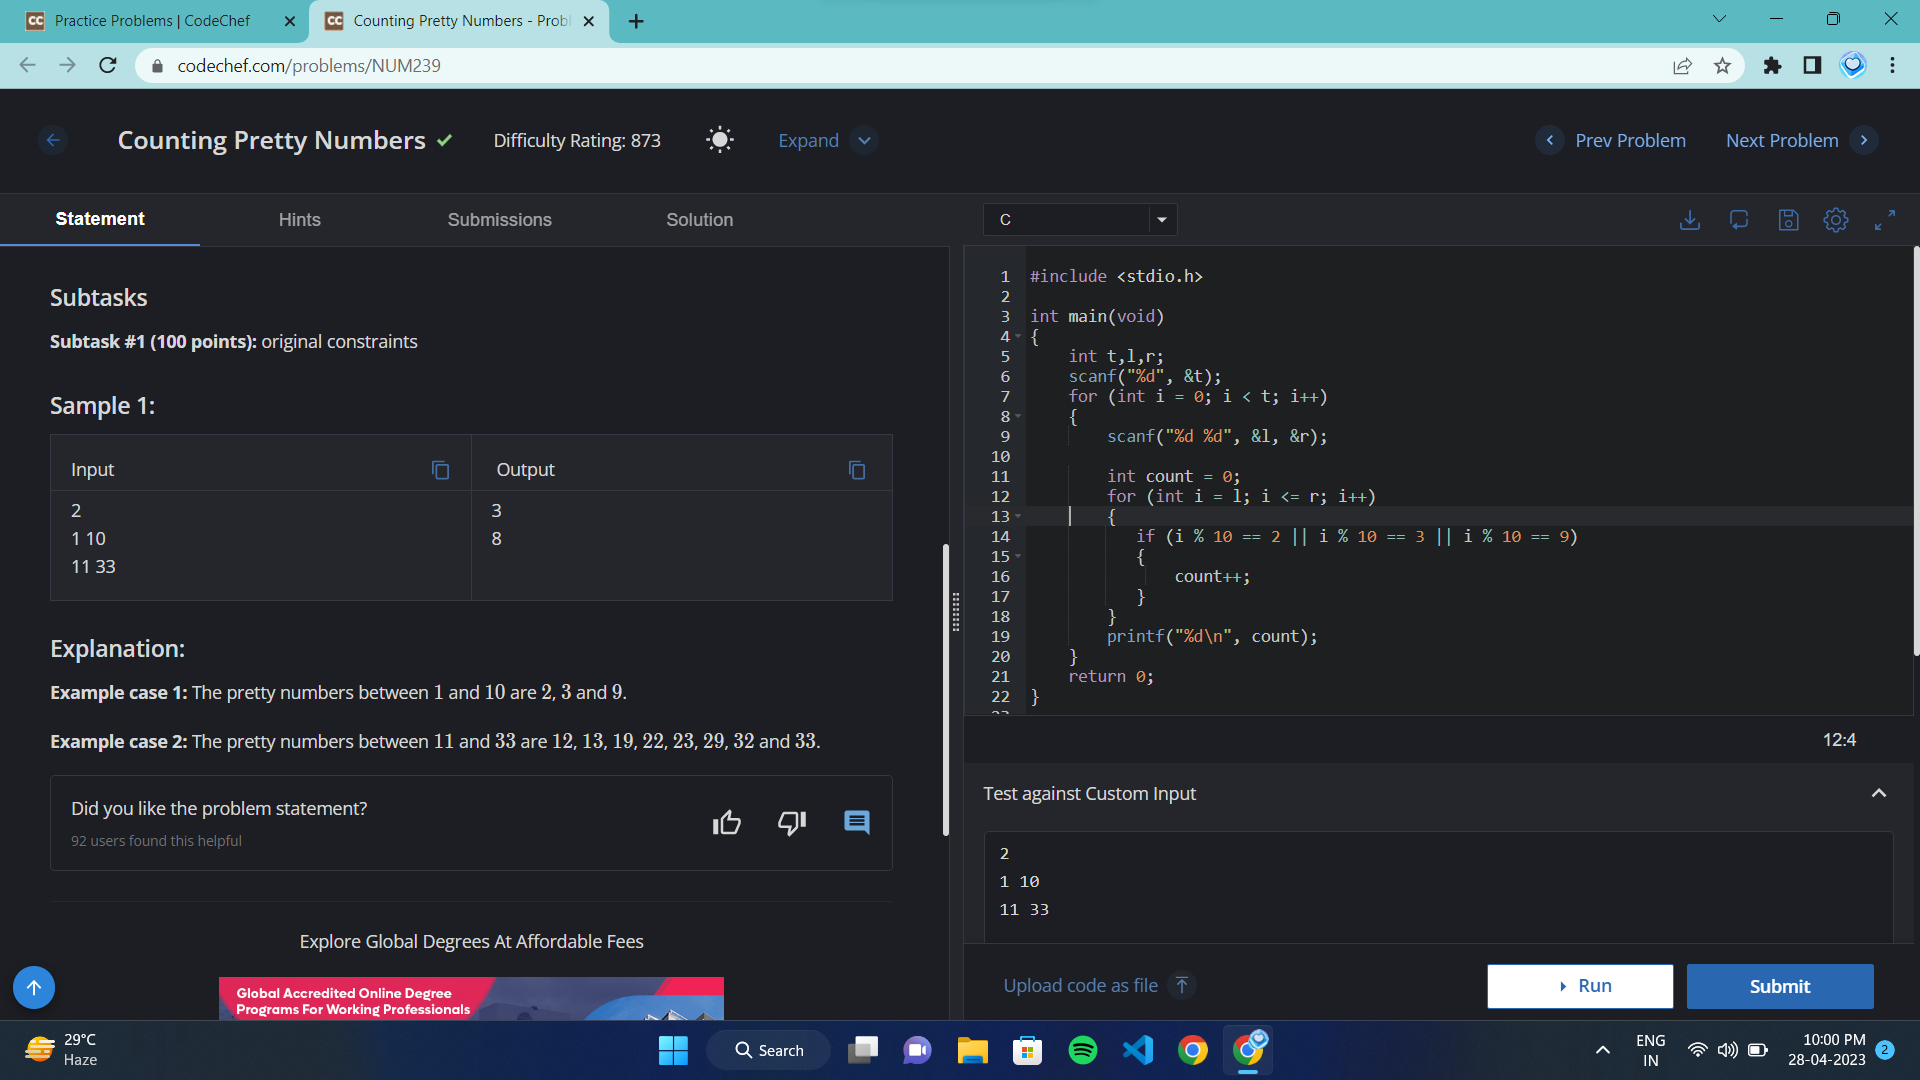 Practice Problems | CodeChef
Counting Pretty Numbers - Prob
codechef.com/problems/NUM239
Counting Pretty Numbers
Difficulty Rating: 873
Expand
Prev Problem
Next Problem
Statement
Hints
Submissions
Solution
Subtasks
Subtask #1 (100 points): original constraints
Sample 1:
Input
Output
2
1 10
11 33
3
8
Explanation:
Example case 1: The pretty numbers between 1 and 10 are 2, 3 and 9.
Example case 2: The pretty numbers between 11 and 33 are 12, 13, 19, 22, 23, 29, 32 and 33.
Did you like the problem statement?
92 users found this helpful
Explore Global Degrees At Affordable Fees
Global Accredited Online Degree
Programs For Working Professionals
C
1 #include <stdio.h>
2
3 int main(void)
4 {
5     int t,l,r;
6     scanf("%d", &t);
7     for (int i = 0; i < t; i++)
8     {
9         scanf("%d %d", &l, &r);
10
11         int count = 0;
12         for (int i = l; i <= r; i++)
13         {
14            if (i % 10 == 2 || i % 10 == 3 || i % 10 == 9)
15            {
16                count++;
17            }
18         }
19         printf("%d\n", count);
20     }
21     return 0;
22 }
12:4
Test against Custom Input
2
1 10
11 33
Upload code as file
Run
Submit
29°C
Haze
Search
ENG
IN
10:00 PM
28-04-2023
2